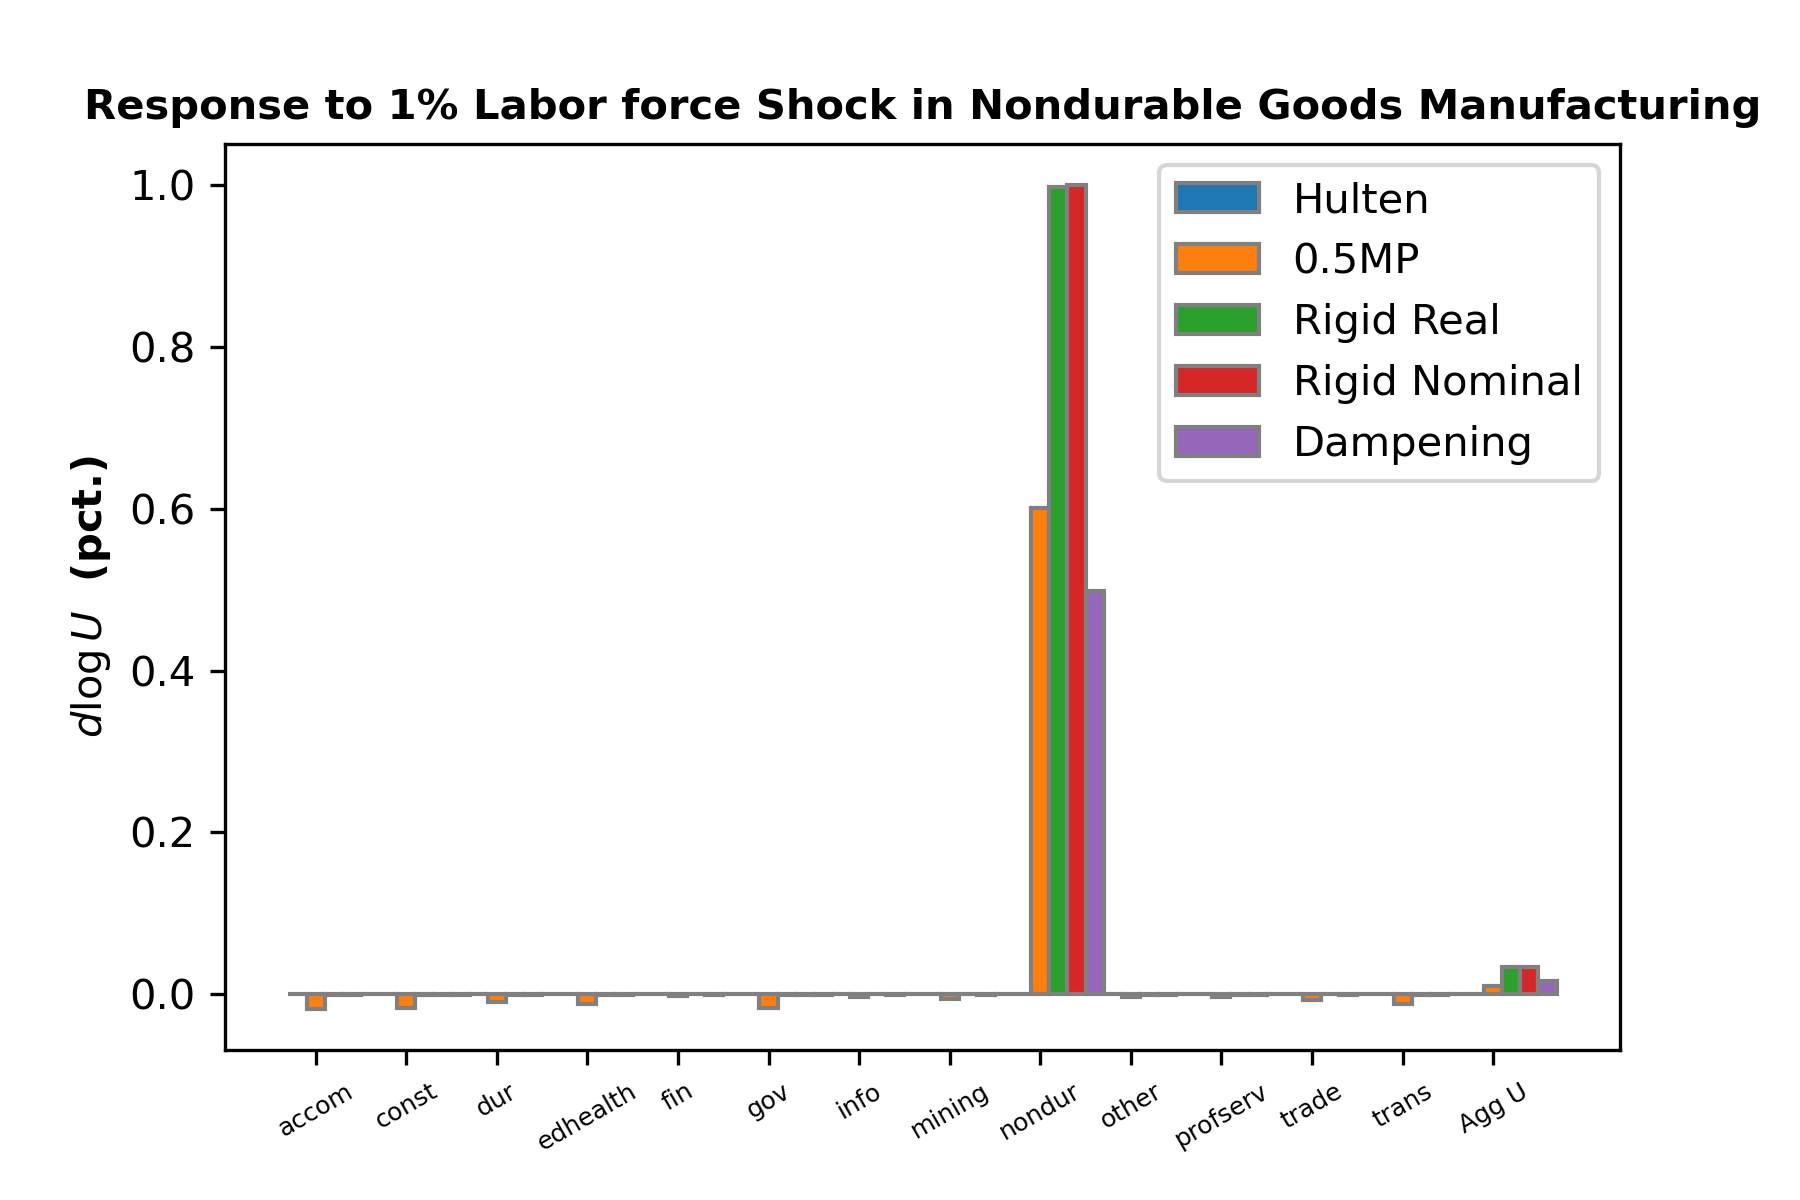 Response to 1% Labor force Shock in Nondurable Goods Manufacturing
Hulten
0.5MP
Rigid Real
Rigid Nominal
Dampening
dlog U (pct.)
1.0
0.8
0.6
0.4
0.2
0.0
accom const dur edhealth fin gov info mining nondur other profserv trade trans Agg U